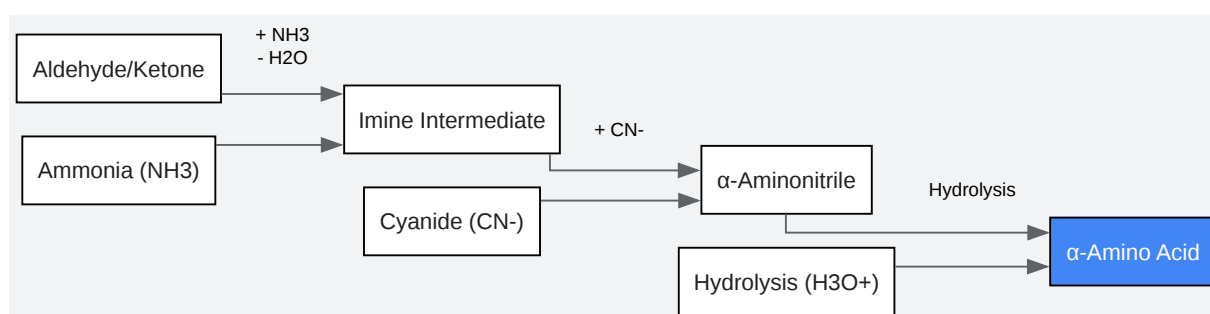 + NH3
- H2O
Aldehyde/Ketone
Imine Intermediate
+ CN-
Ammonia (NH3)
α-Aminonitrile
Hydrolysis
Cyanide (CN-)
α-Amino Acid
Hydrolysis (H3O+)